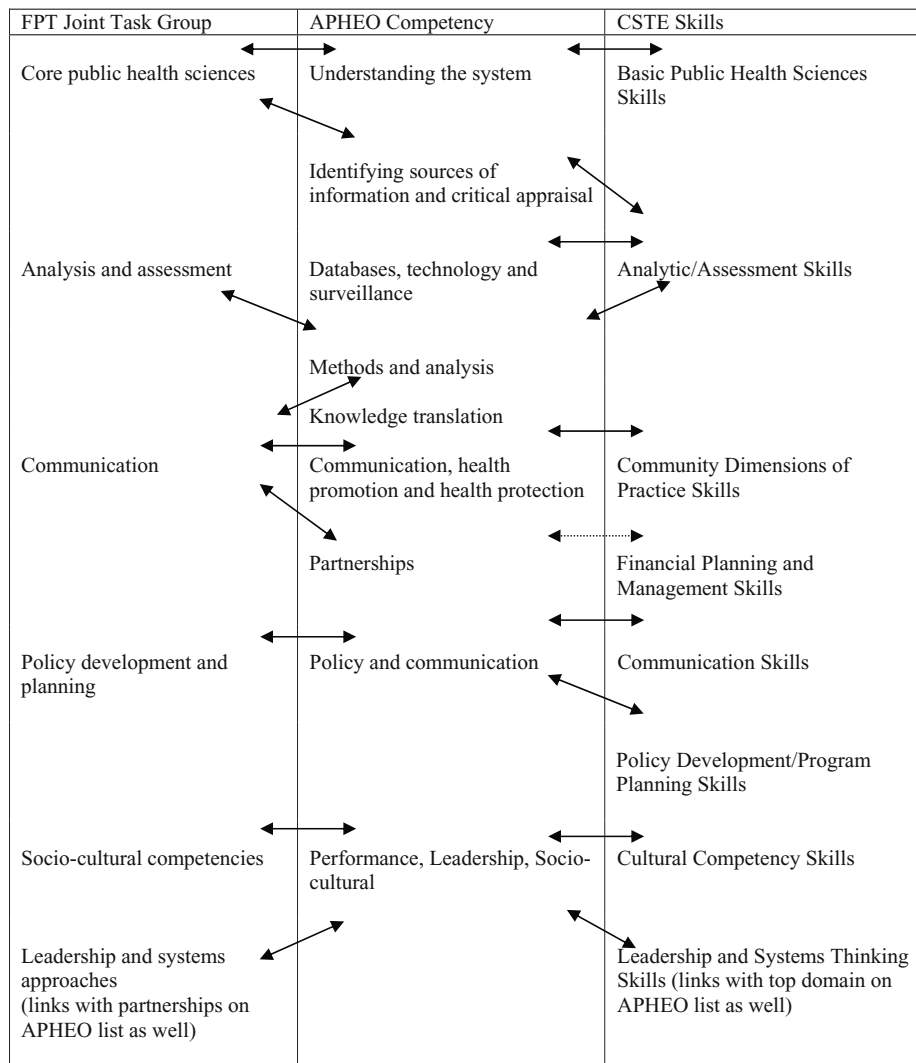 FPT Joint Task Group
APHEO Competency
CSTE Skills
Core public health sciences
Understanding the system
Basic Public Health Sciences
Skills
Identifying sources of
information and critical appraisal
Analysis and assessment
Databases, technology and
surveillance
Analytic/Assessment Skills
Methods and analysis
Knowledge translation
Communication
Communication, health
promotion and health protection
Community Dimensions of
Practice Skills
Partnerships
Financial Planning and
Management Skills
Policy development and
planning
Policy and communication
Communication Skills
Policy Development/Program
Planning Skills
Socio-cultural competencies
Performance, Leadership, Socio-
cultural
Cultural Competency Skills
Leadership and systems
approaches
(links with partnerships on
APHEO list as well)
Leadership and Systems Thinking
Skills (links with top domain on
APHEO list as well)